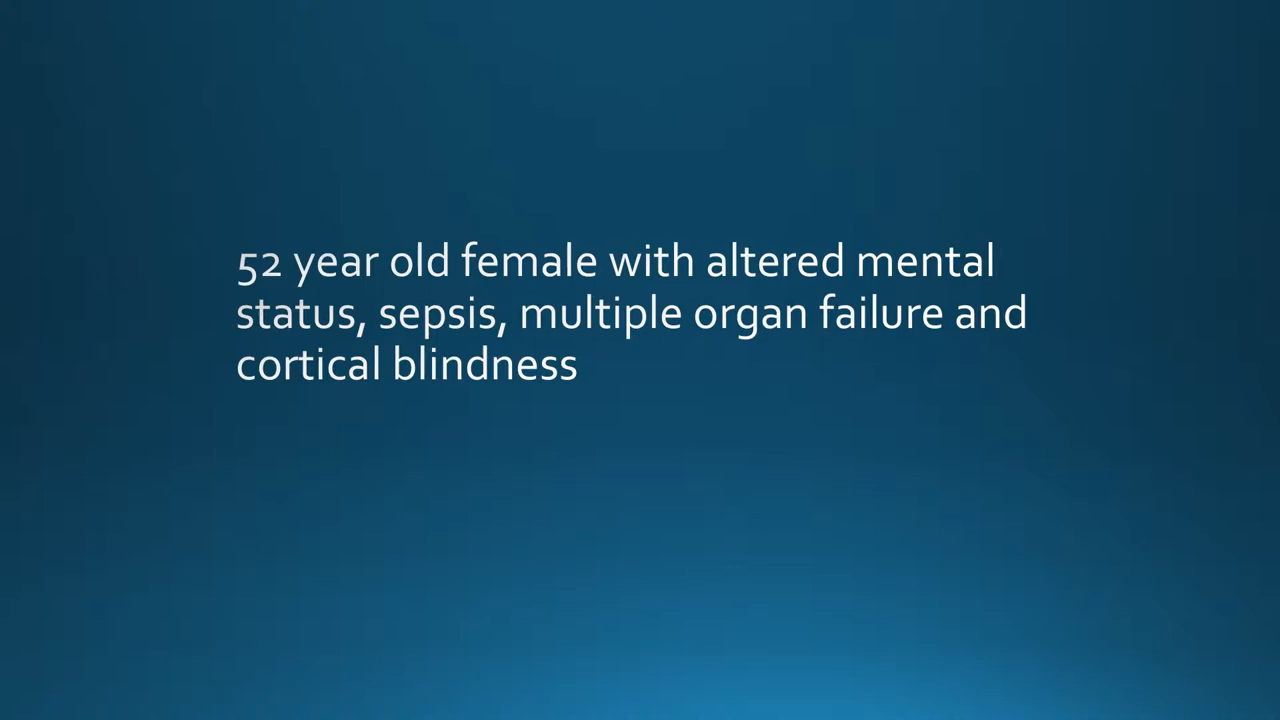 52 year old female with altered mental
status, sepsis, multiple organ failure and
cortical blindness